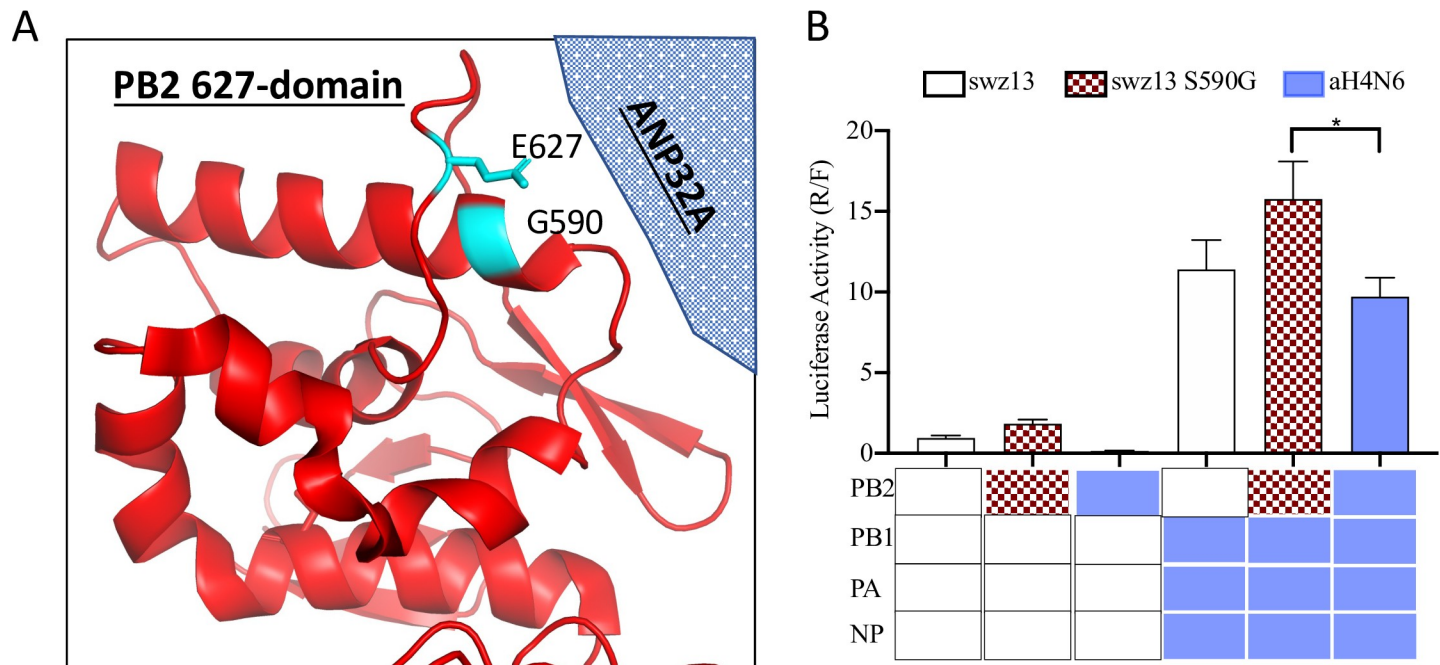 A
PB2 627-domain
E627
G590
ANP32A
B
swz13 swz13 S590G aH4N6
Luciferase Activity (R/F)
20
15
10
5
0
*
PB2
PB1
PA
NP